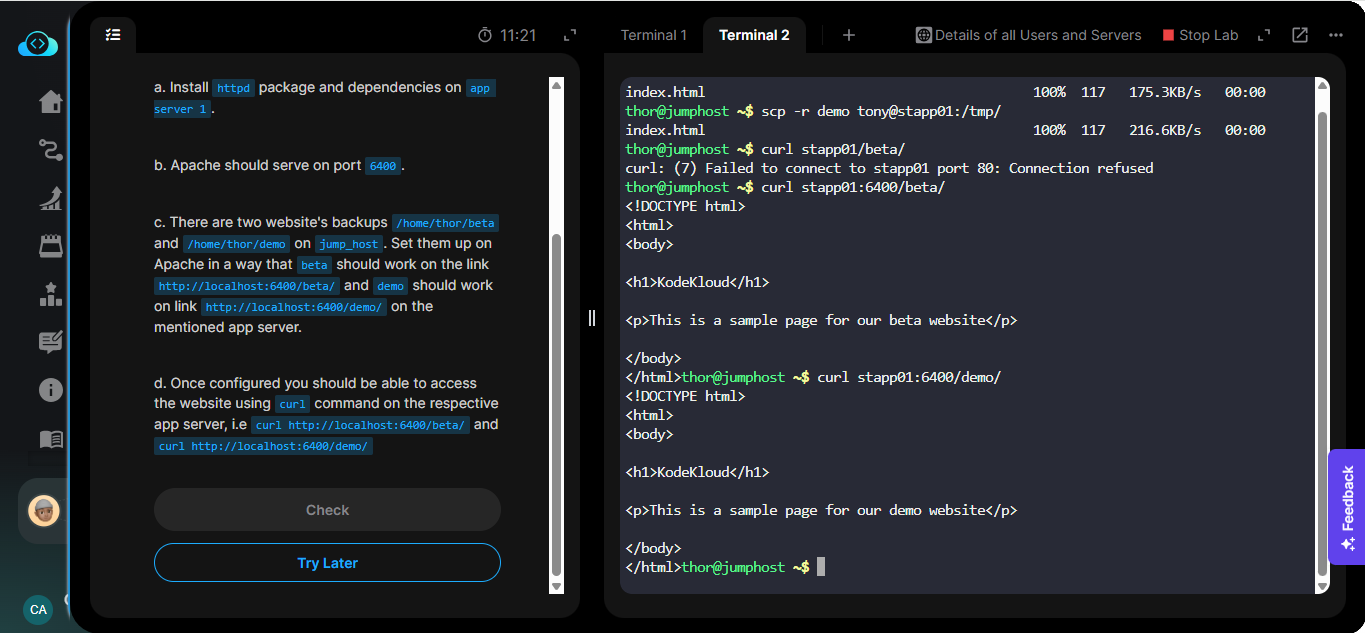 11:21
Terminal 1
Terminal 2
Details of all Users and Servers
Stop Lab
a. Install httpd package and dependencies on app
server 1.
b. Apache should serve on port 6400.
c. There are two website's backups /home/thor/beta
and /home/thor/demo on jump_host. Set them up on
Apache in a way that beta should work on the link
http://localhost:6400/beta/ and demo should work
on link http://localhost:6400/demo/ on the
mentioned app server.
d. Once configured you should be able to access
the website using curl command on the respective
app server, i.e curl http://localhost:6400/beta/ and
curl http://localhost:6400/demo/
Check
Try Later
CA
index.html 100% 117 175.3KB/s 00:00
thor@jumphost ~$ scp -r demo tony@stapp01:/tmp/
index.html 100% 117 216.6KB/s 00:00
thor@jumphost ~$ curl stapp01/beta/
curl: (7) Failed to connect to stapp01 port 80: Connection refused
thor@jumphost ~$ curl stapp01:6400/beta/
<!DOCTYPE html>
<html>
<body>
<h1>KodeKloud</h1>
<p>This is a sample page for our beta website</p>
</body>
</html>thor@jumphost ~$ curl stapp01:6400/demo/
<!DOCTYPE html>
<html>
<body>
<h1>KodeKloud</h1>
<p>This is a sample page for our demo website</p>
</body>
</html>thor@jumphost ~$
Feedback